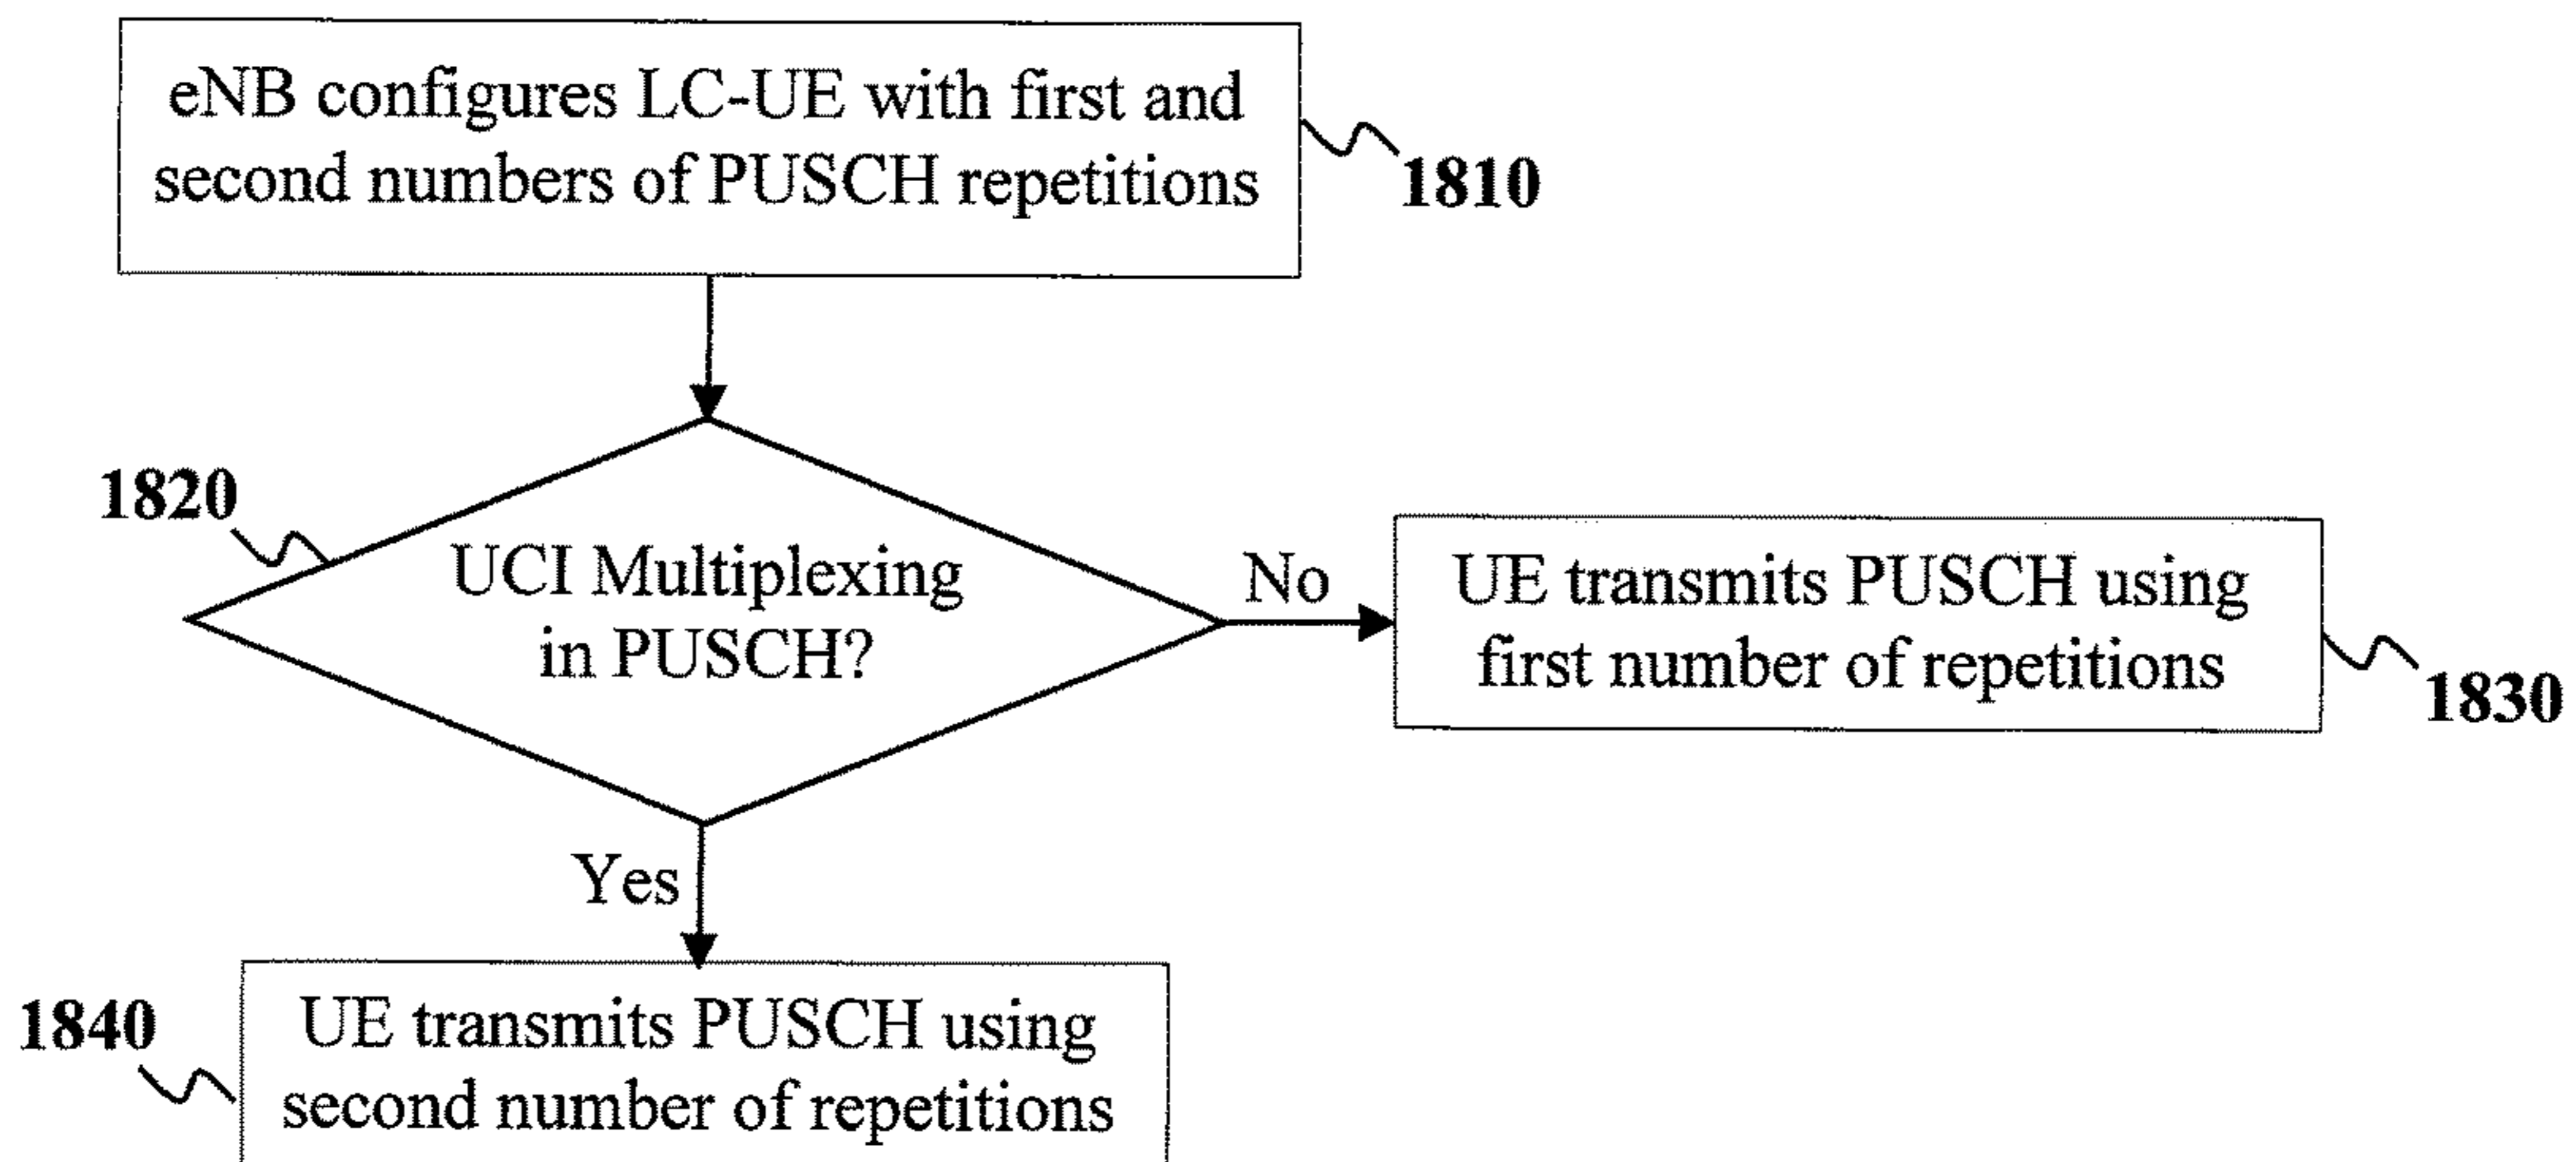 eNB configures LC-UE with first and
second numbers of PUSCH repetitions
1810
1820
UCI Multiplexing
in PUSCH?
No
UE transmits PUSCH using
first number of repetitions
1830
Yes
1840
UE transmits PUSCH using
second number of repetitions